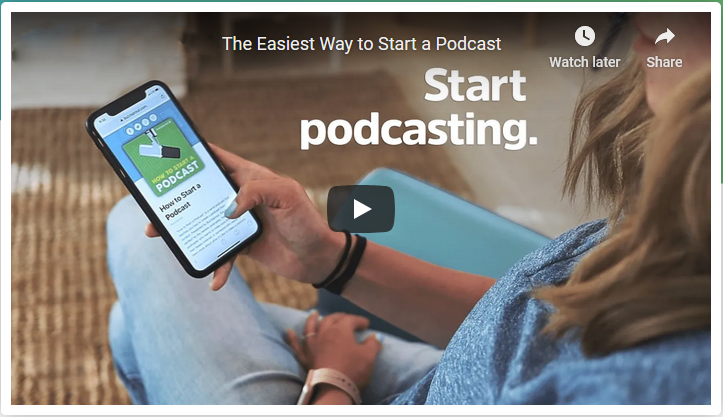 The Easiest Way to Start a Podcast
Watch later
Share
Start
podcasting.
HOW TO START A
PODCAST
How to Start a
Podcast